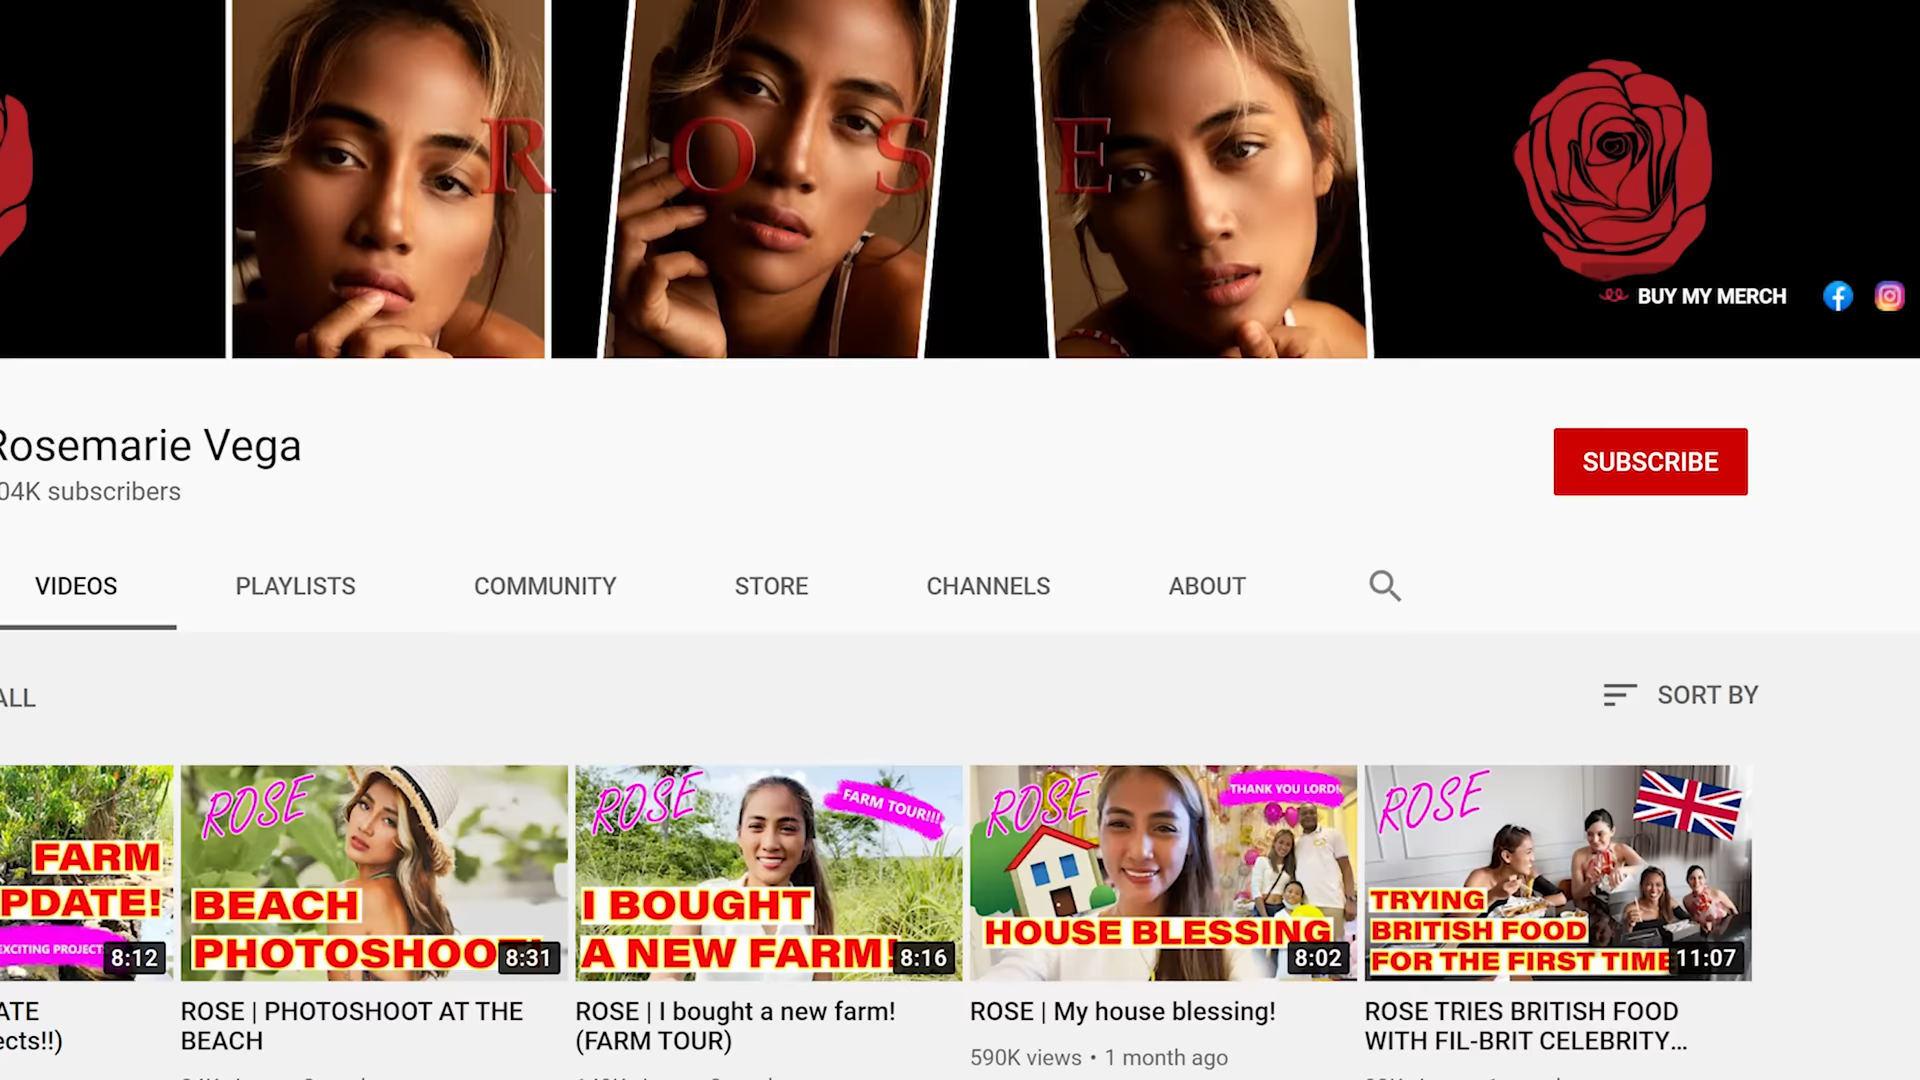 R O S E
BUY MY MERCH
Rosemarie Vega
04K subscribers
SUBSCRIBE
VIDEOS
PLAYLISTS
COMMUNITY
STORE
CHANNELS
ABOUT
ALL
SORT BY
FARM
PDATE!
EXCITING PROJECT
8:12
ROSE
BEACH
PHOTOSHOO
8:31
ROSE
FARM TOUR!!!
I BOUGHT
A NEW FARM!
8:16
ROSE
THANK YOU LORD!
HOUSE BLESSING
8:02
ROSE
TRYING
BRITISH FOOD
FOR THE FIRST TIME
11:07
ATE
ects!!)
ROSE | PHOTOSHOOT AT THE
BEACH
ROSE | I bought a new farm!
(FARM TOUR)
ROSE | My house blessing!
590K views • 1 month ago
ROSE TRIES BRITISH FOOD
WITH FIL-BRIT CELEBRITY...